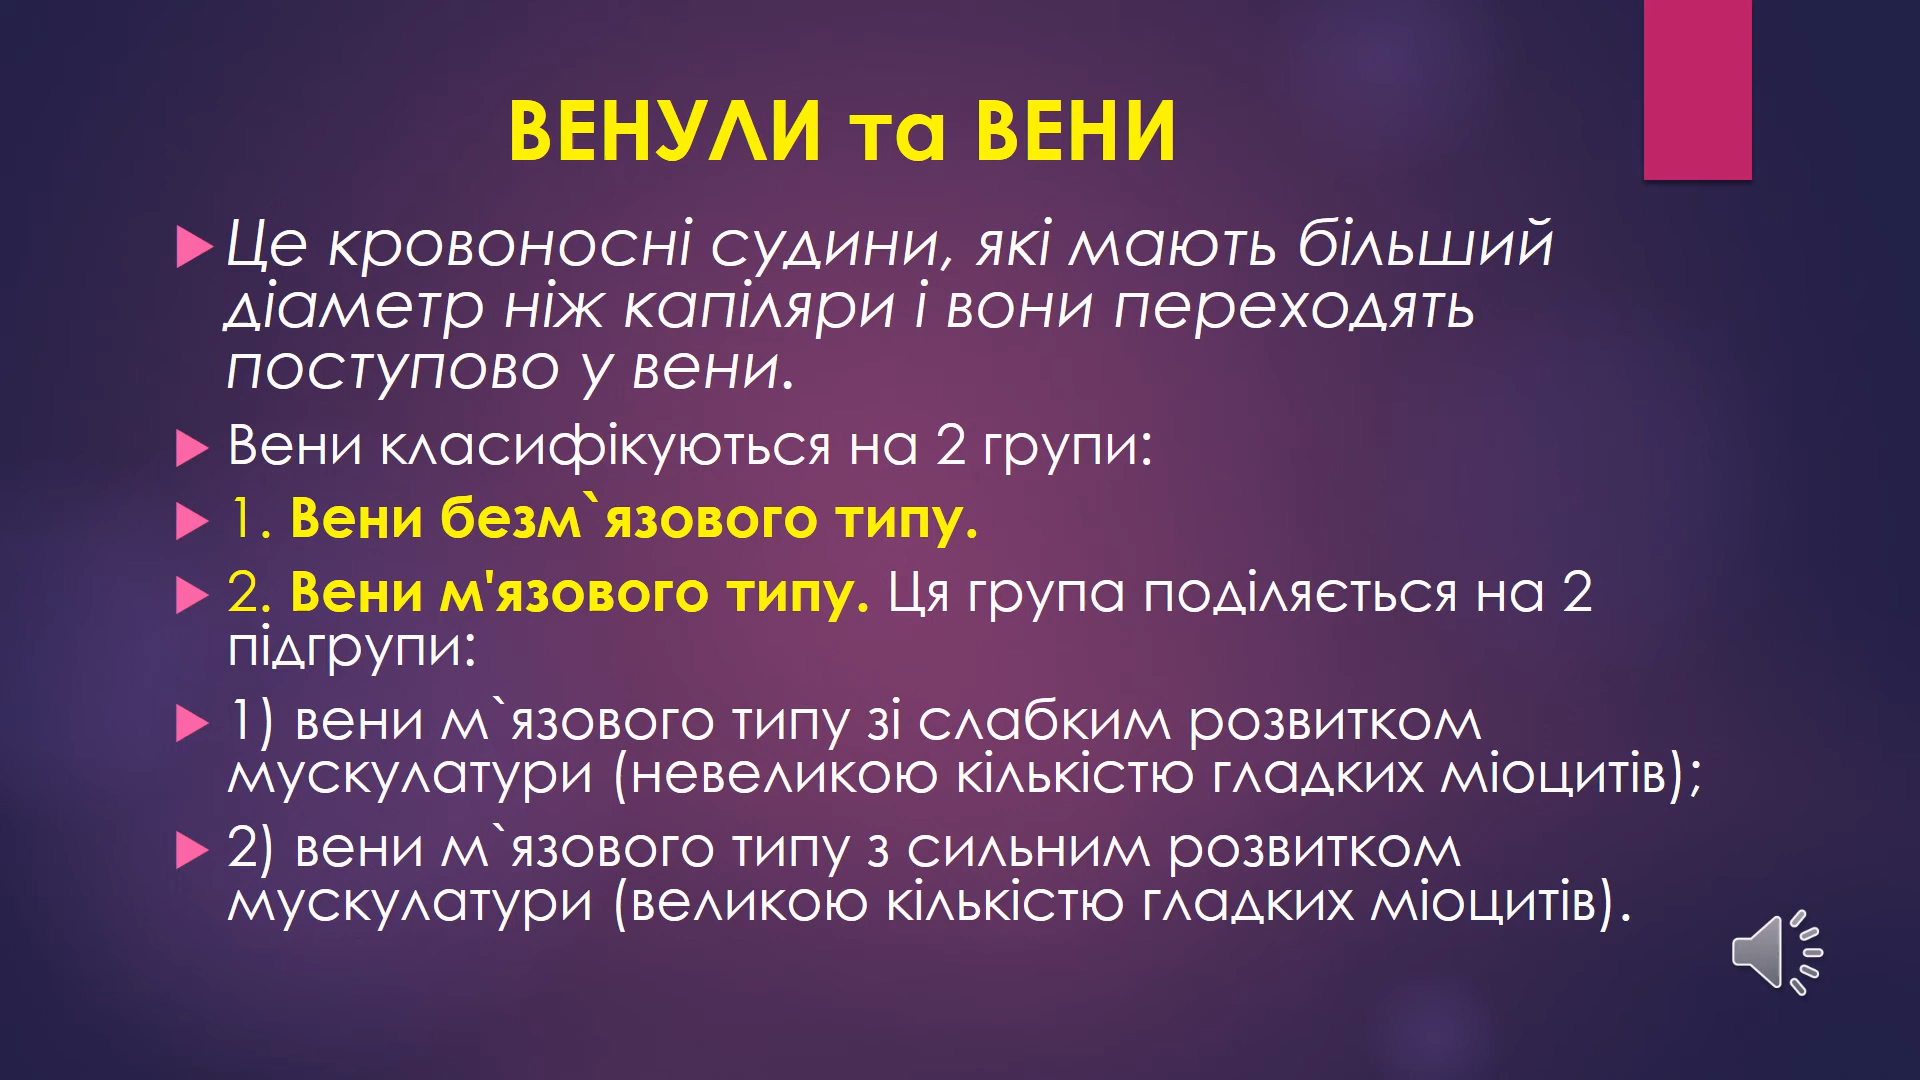 ВЕНУЛИ та ВЕНИ
Це кровоносні судини, які мають більший
діаметр ніж капіляри і вони переходять
поступово у вени.
Вени класифікуються на 2 групи:
1. Вени безм`язового типу.
2. Вени м'язового типу. Ця група поділяється на 2
підгрупи:
1) вени м`язового типу зі слабким розвитком
мускулатури (невеликою кількістю гладких міоцитів);
2) вени м`язового типу з сильним розвитком
мускулатури (великою кількістю гладких міоцитів).